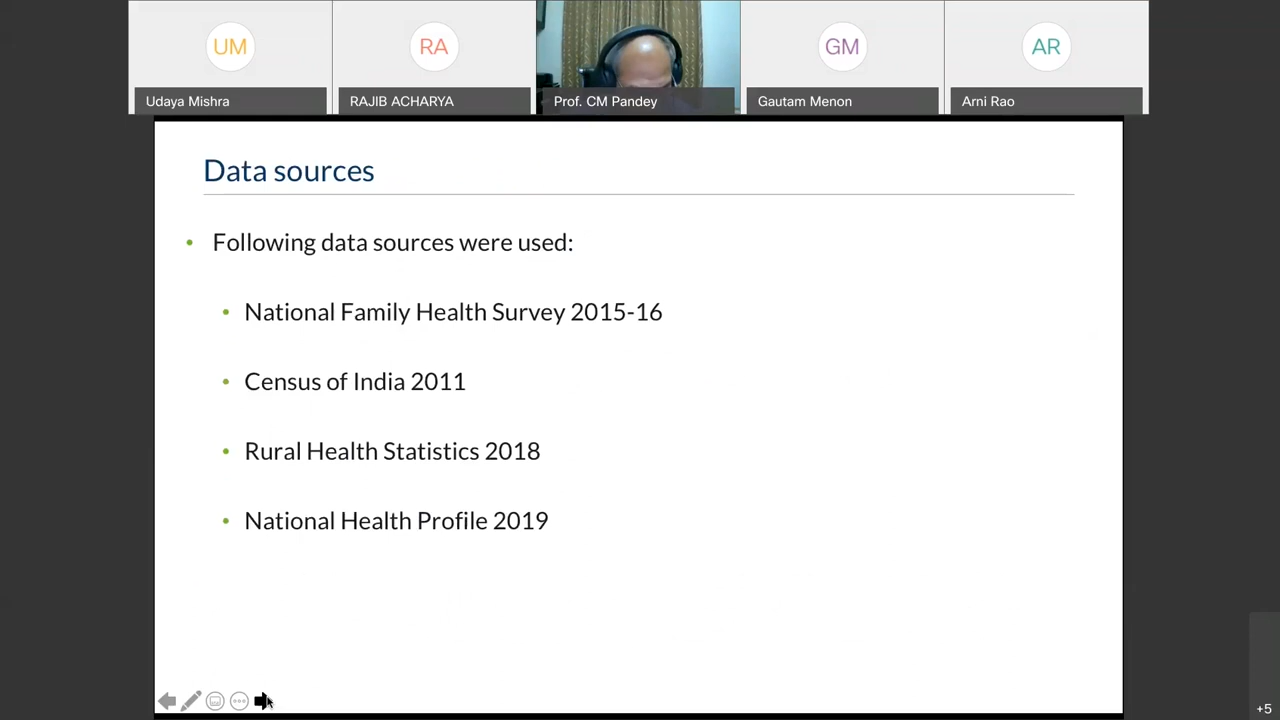 UM
RA
GM
AR
Udaya Mishra
RAJIB ACHARYA
Prof. CM Pandey
Gautam Menon
Arni Rao
Data sources
• Following data sources were used:
• National Family Health Survey 2015-16
• Census of India 2011
• Rural Health Statistics 2018
• National Health Profile 2019
+5